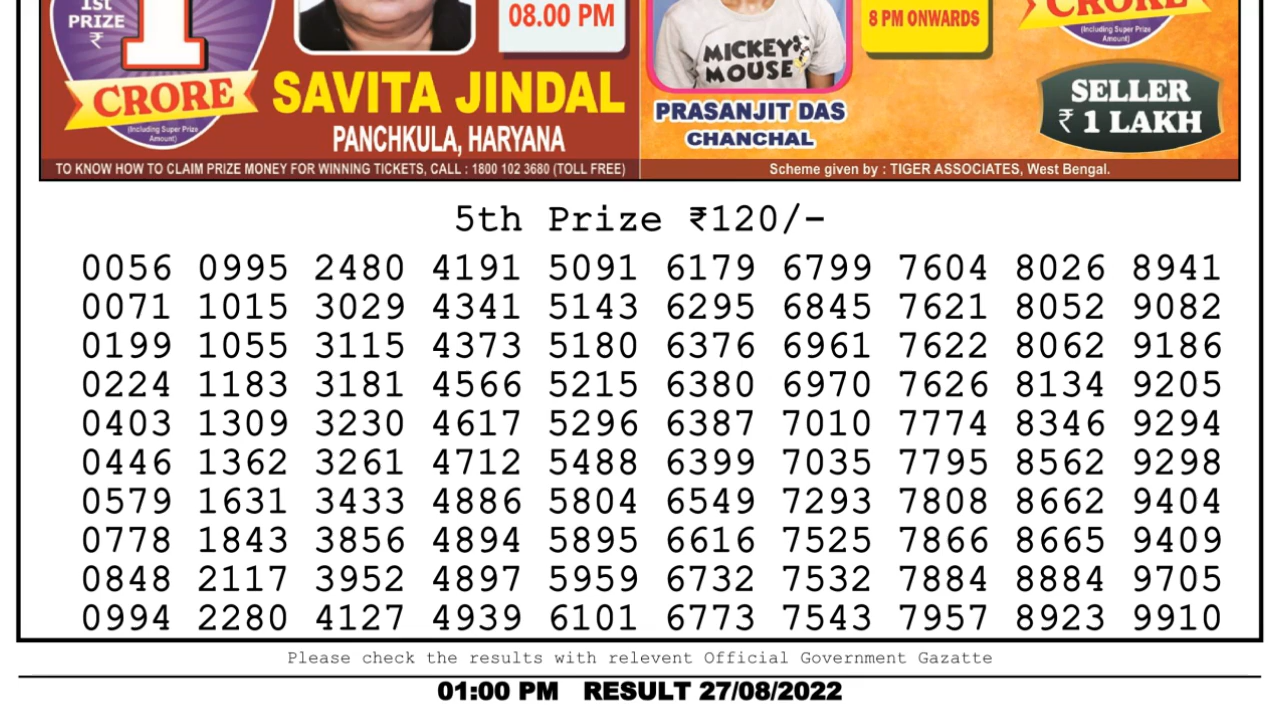 1st
PRIZE
₹
1
CRORE
(Including Super Prize
Amount)
08.00 PM
SAVITA JINDAL
PANCHKULA, HARYANA
TO KNOW HOW TO CLAIM PRIZE MONEY FOR WINNING TICKETS, CALL : 1800 102 3680 (TOLL FREE)
MICKEY
MOUSE
8 PM ONWARDS
PRASANJIT DAS
CHANCHAL
CRORE
(Including Super Prize
Amount)
SELLER
₹ 1 LAKH
Scheme given by : TIGER ASSOCIATES, West Bengal.
5th Prize ₹120/-
0056 0995 2480 4191 5091 6179 6799 7604 8026 8941
0071 1015 3029 4341 5143 6295 6845 7621 8052 9082
0199 1055 3115 4373 5180 6376 6961 7622 8062 9186
0224 1183 3181 4566 5215 6380 6970 7626 8134 9205
0403 1309 3230 4617 5296 6387 7010 7774 8346 9294
0446 1362 3261 4712 5488 6399 7035 7795 8562 9298
0579 1631 3433 4886 5804 6549 7293 7808 8662 9404
0778 1843 3856 4894 5895 6616 7525 7866 8665 9409
0848 2117 3952 4897 5959 6732 7532 7884 8884 9705
0994 2280 4127 4939 6101 6773 7543 7957 8923 9910
Please check the results with relevent Official Government Gazatte
01:00 PM RESULT 27/08/2022